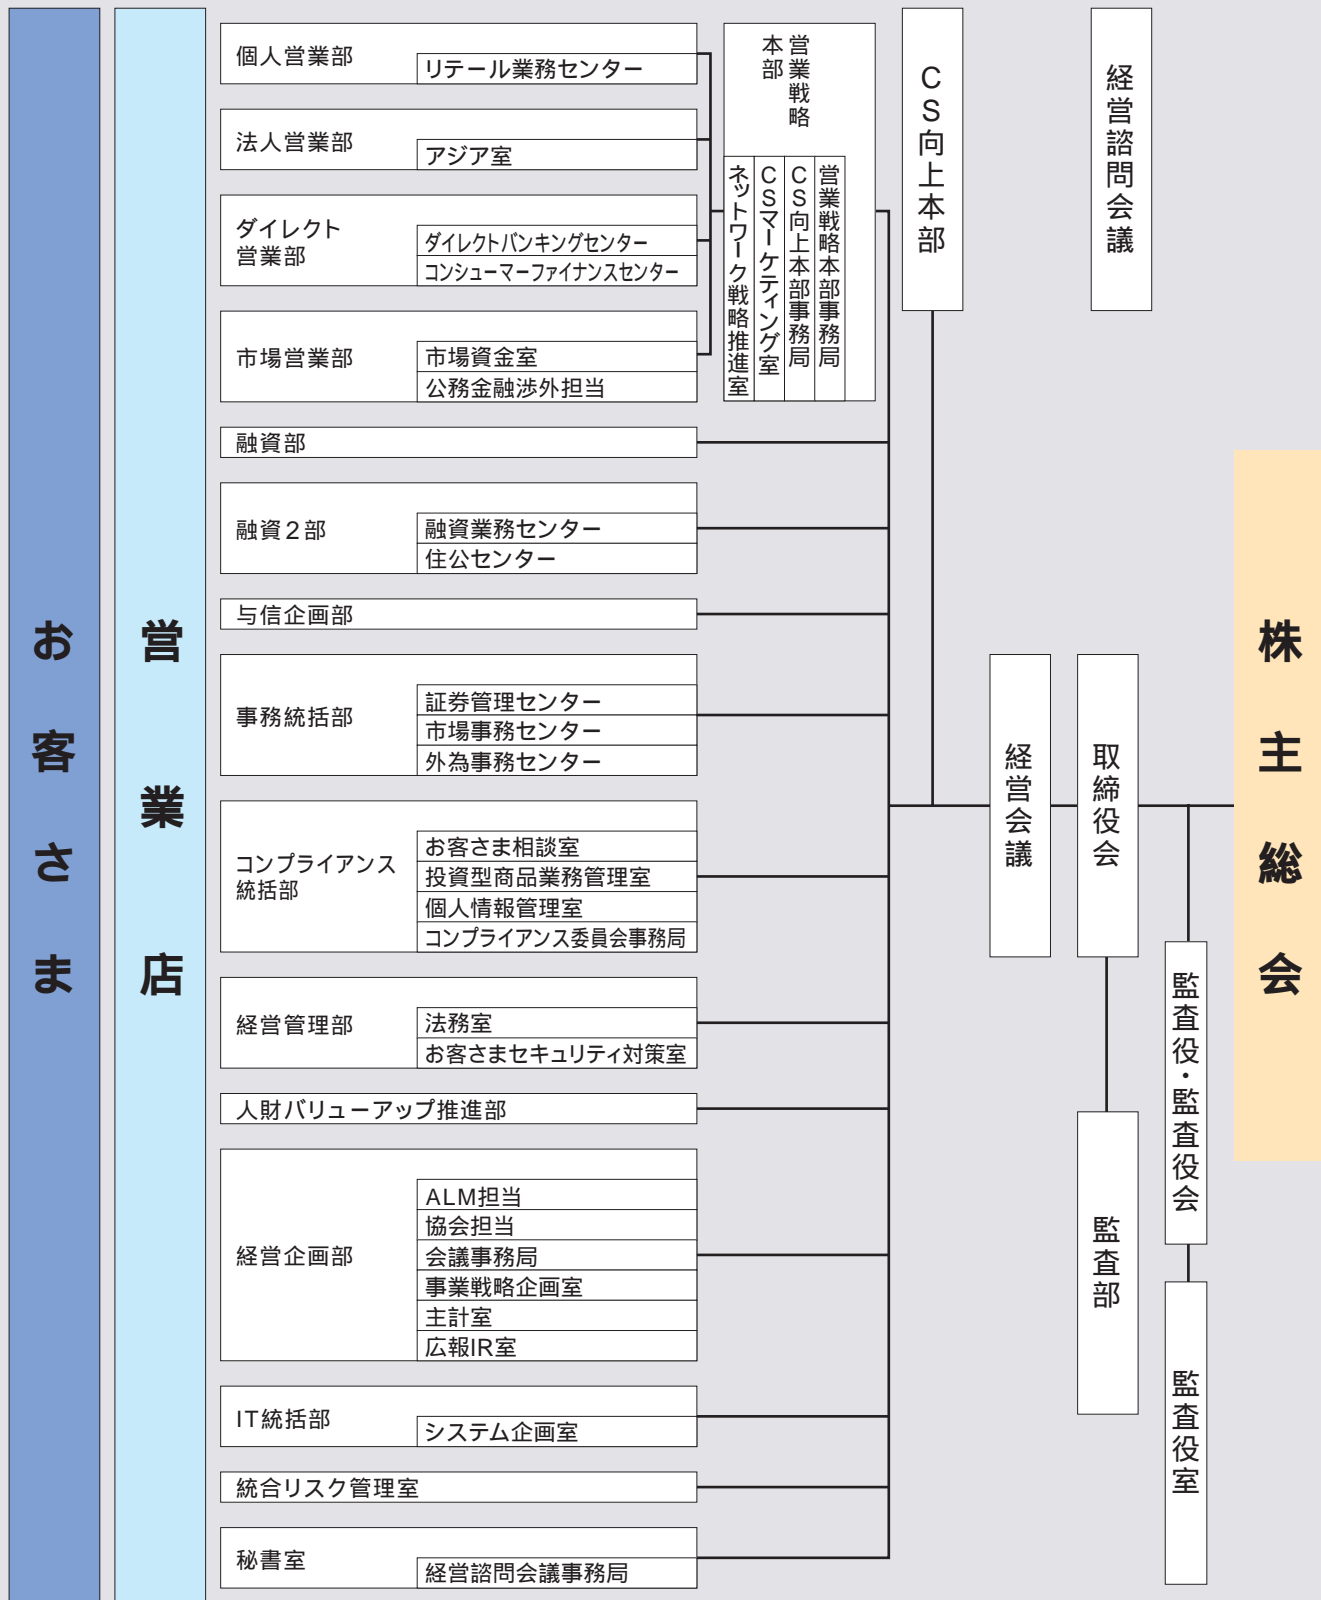 お客さま
営業店
個人営業部
リテール業務センター
法人営業部
アジア室
ダイレクト
営業部
ダイレクトバンキングセンター
コンシューマーファイナンスセンター
市場営業部
市場資金室
公務金融渉外担当
融資部
融資2部
融資業務センター
住公センター
与信企画部
事務統括部
証券管理センター
市場事務センター
外為事務センター
コンプライアンス
統括部
お客さま相談室
投資型商品業務管理室
個人情報管理室
コンプライアンス委員会事務局
経営管理部
法務室
お客さまセキュリティ対策室
人財バリューアップ推進部
経営企画部
ALM担当
協会担当
会議事務局
事業戦略企画室
主計室
広報IR室
IT統括部
システム企画室
統合リスク管理室
秘書室
経営諮問会議事務局
営業戦略
本部
営業戦略本部事務局
CS向上本部事務局
CSマーケティング室
ネットワーク戦略推進室
CS向上本部
経営諮問会議
経営会議
取締役会
監査部
監査役・監査役会
監査役室
株主総会